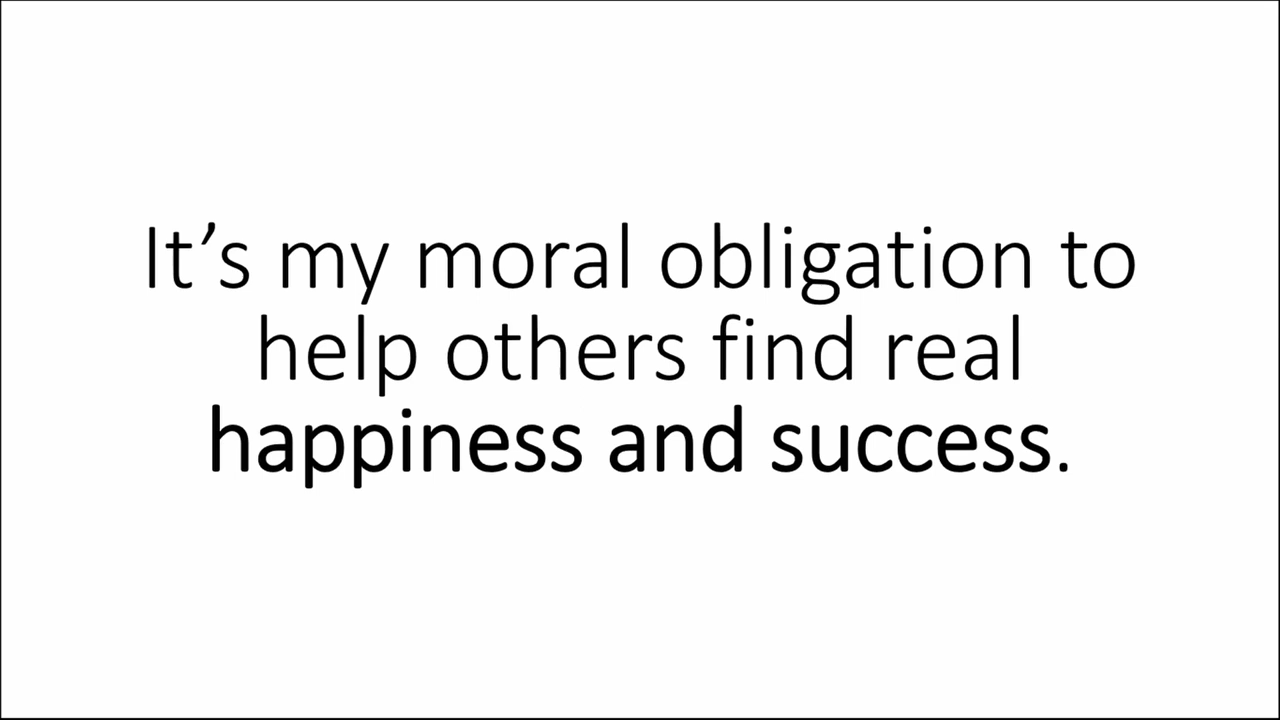 It’s my moral obligation to
help others find real
happiness and success.